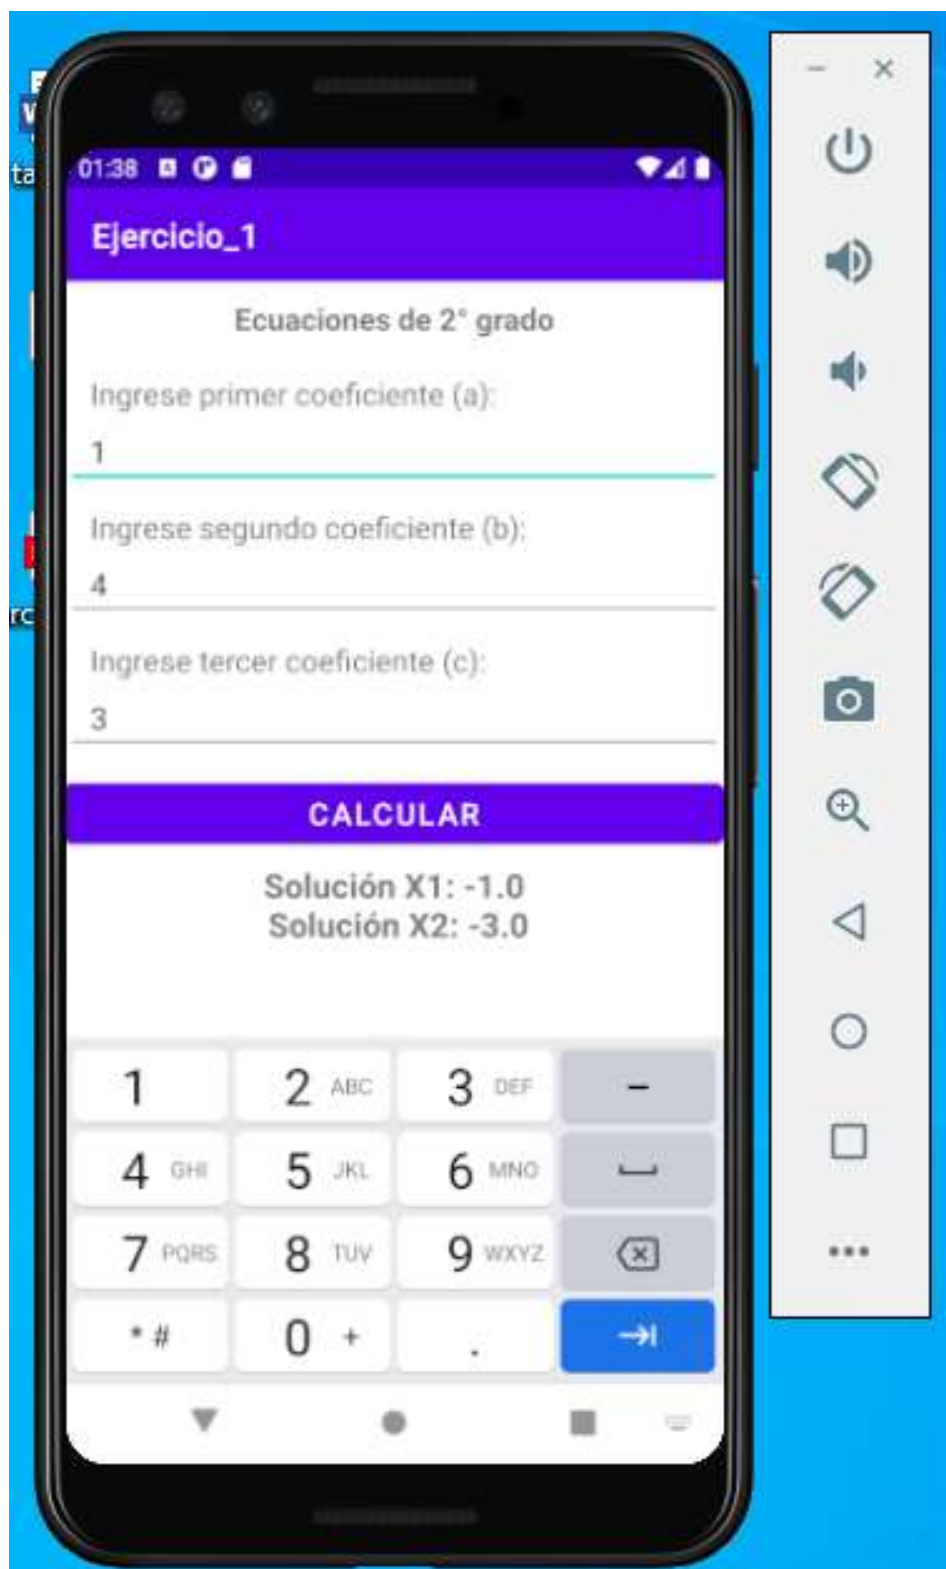 01:38
Ejercicio_1
Ecuaciones de 2° grado
Ingrese primer coeficiente (a):
1
Ingrese segundo coeficiente (b):
4
Ingrese tercer coeficiente (c):
3
CALCULAR
Solución X1: -1.0
Solución X2: -3.0
1 2 ABC 3 DEF -
4 GHI 5 JKL 6 MNO
7 PQRS 8 TUV 9 WXYZ
* # 0 + .